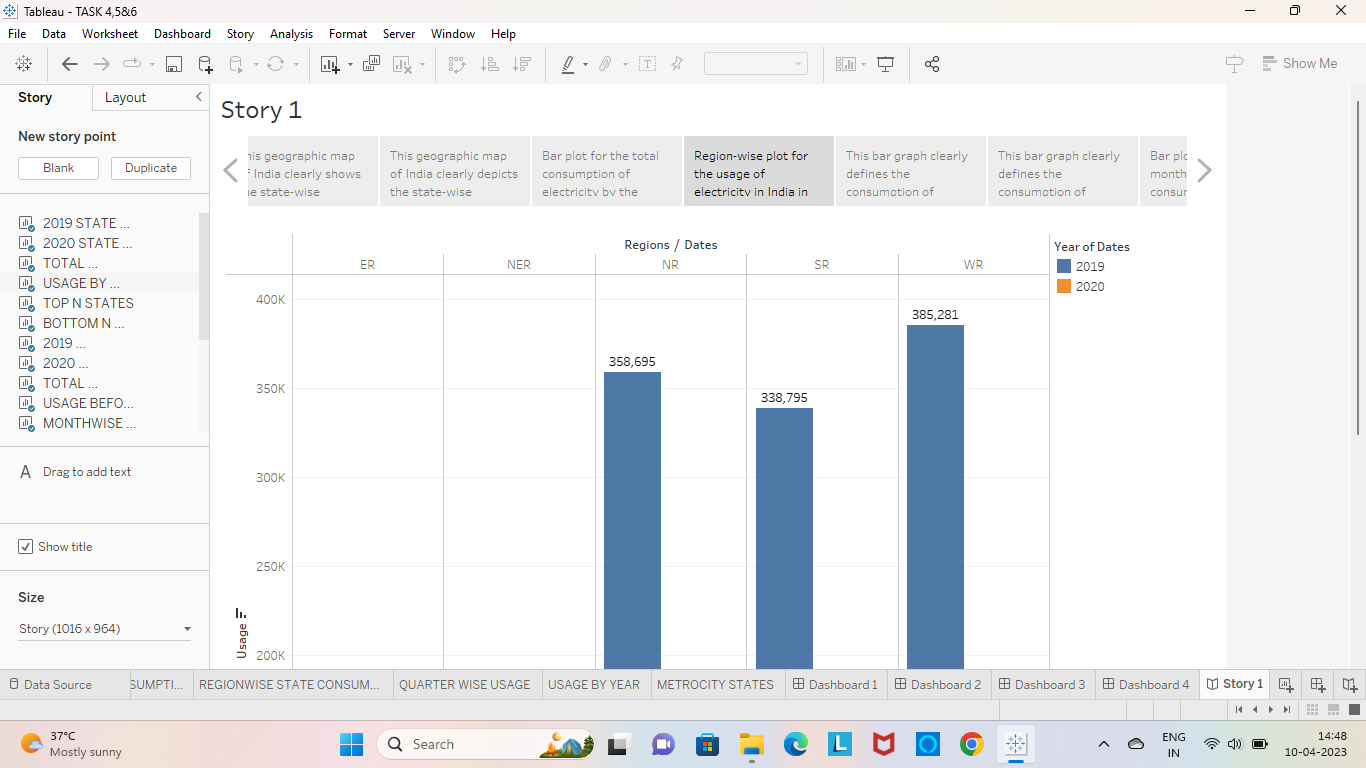 Tableau - TASK 4,5&6
File Data Worksheet Dashboard Story Analysis Format Server Window Help
Show Me
Story Layout
New story point
Blank Duplicate
2019 STATE ...
2020 STATE ...
TOTAL ...
USAGE BY ...
TOP N STATES
BOTTOM N ...
2019 ...
2020 ...
TOTAL ...
USAGE BEFO...
MONTHWISE ...
A Drag to add text
Show title
Size
Story (1016 x 964)
Story 1
his geographic map
f India clearly shows
e state-wise
This geographic map
of India clearly depicts
the state-wise
Bar plot for the total
consumption of
electricity by the
Region-wise plot for
the usage of
electricity in India in
This bar graph clearly
defines the
consumption of
This bar graph clearly
defines the
consumption of
Bar plo
month
consur
Regions / Dates
ER NER NR SR WR
400K
350K
300K
250K
200K
Usage
358,695
338,795
385,281
Year of Dates
2019
2020
Data Source SUMPTI... REGIONWISE STATE CONSUM... QUARTER WISE USAGE USAGE BY YEAR METROCITY STATES Dashboard 1 Dashboard 2 Dashboard 3 Dashboard 4 Story 1
37°C
Mostly sunny
Search
L
ENG
IN
14:48
10-04-2023